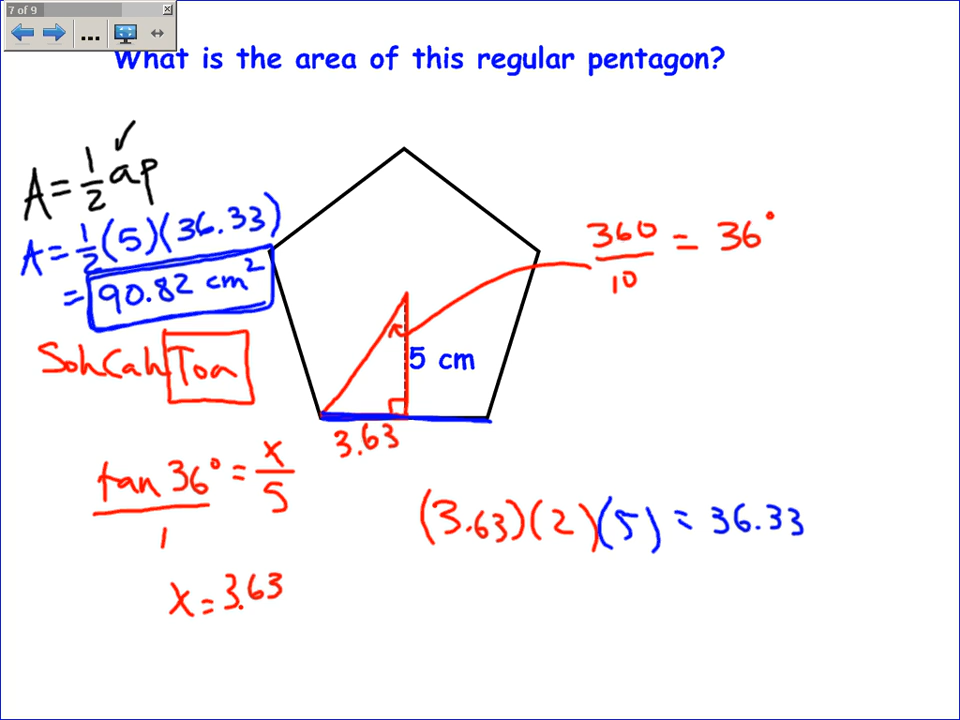 7 of 9
What is the area of this regular pentagon?
A = 1/2 ap
A = 1/2 (5)(36.33)
= 90.82 cm²
360/10 = 36°
5 cm
SohCahToa
3.63
tan 36°/1 = x/5
(3.63)(2)(5) = 36.33
x = 3.63